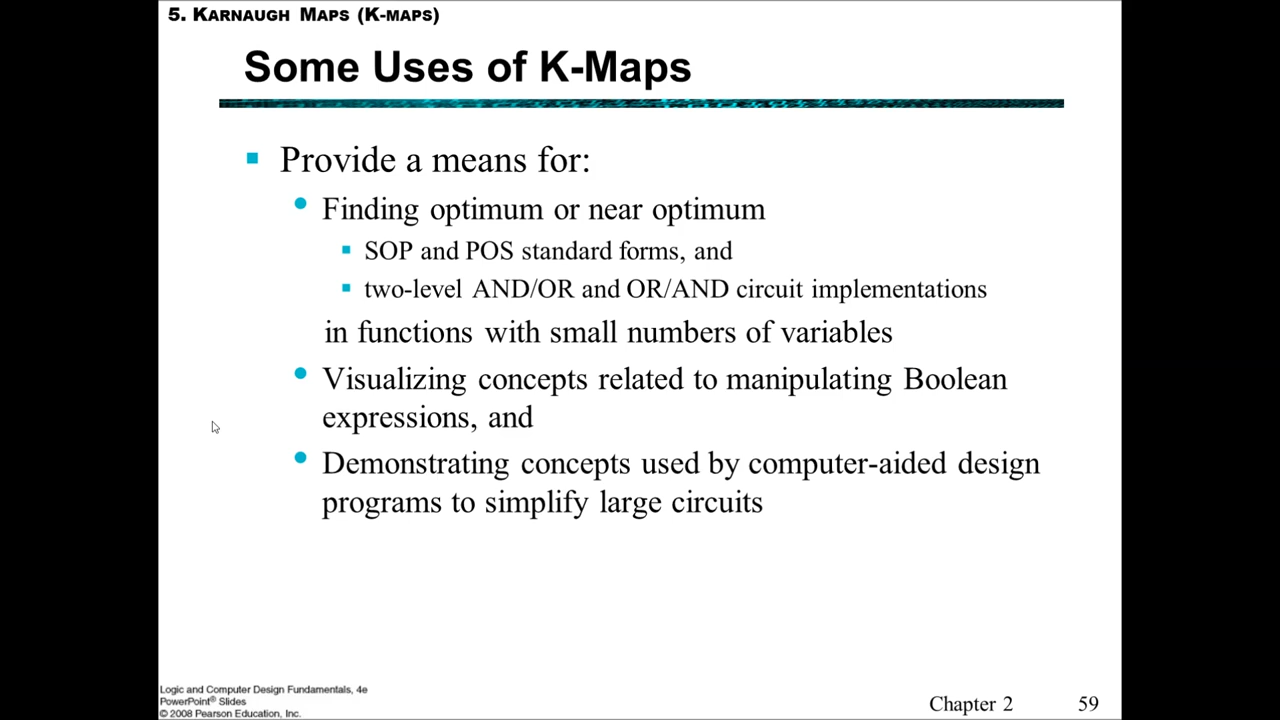 5. KARNAUGH MAPS (K-MAPS)
Some Uses of K-Maps
Provide a means for:
Finding optimum or near optimum
SOP and POS standard forms, and
two-level AND/OR and OR/AND circuit implementations
in functions with small numbers of variables
Visualizing concepts related to manipulating Boolean
expressions, and
Demonstrating concepts used by computer-aided design
programs to simplify large circuits
Logic and Computer Design Fundamentals, 4e
PowerPoint® Slides
© 2008 Pearson Education, Inc.
Chapter 2 59